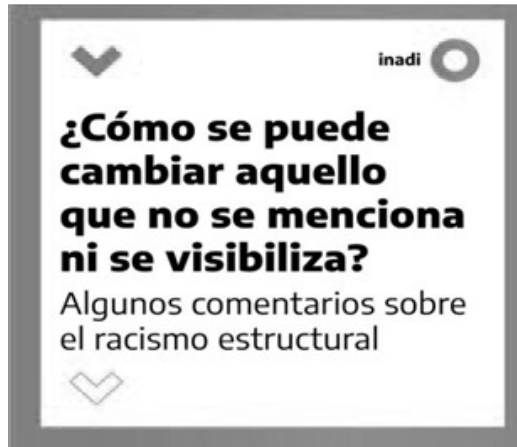 inadi
¿Cómo se puede
cambiar aquello
que no se menciona
ni se visibiliza?
Algunos comentarios sobre
el racismo estructural